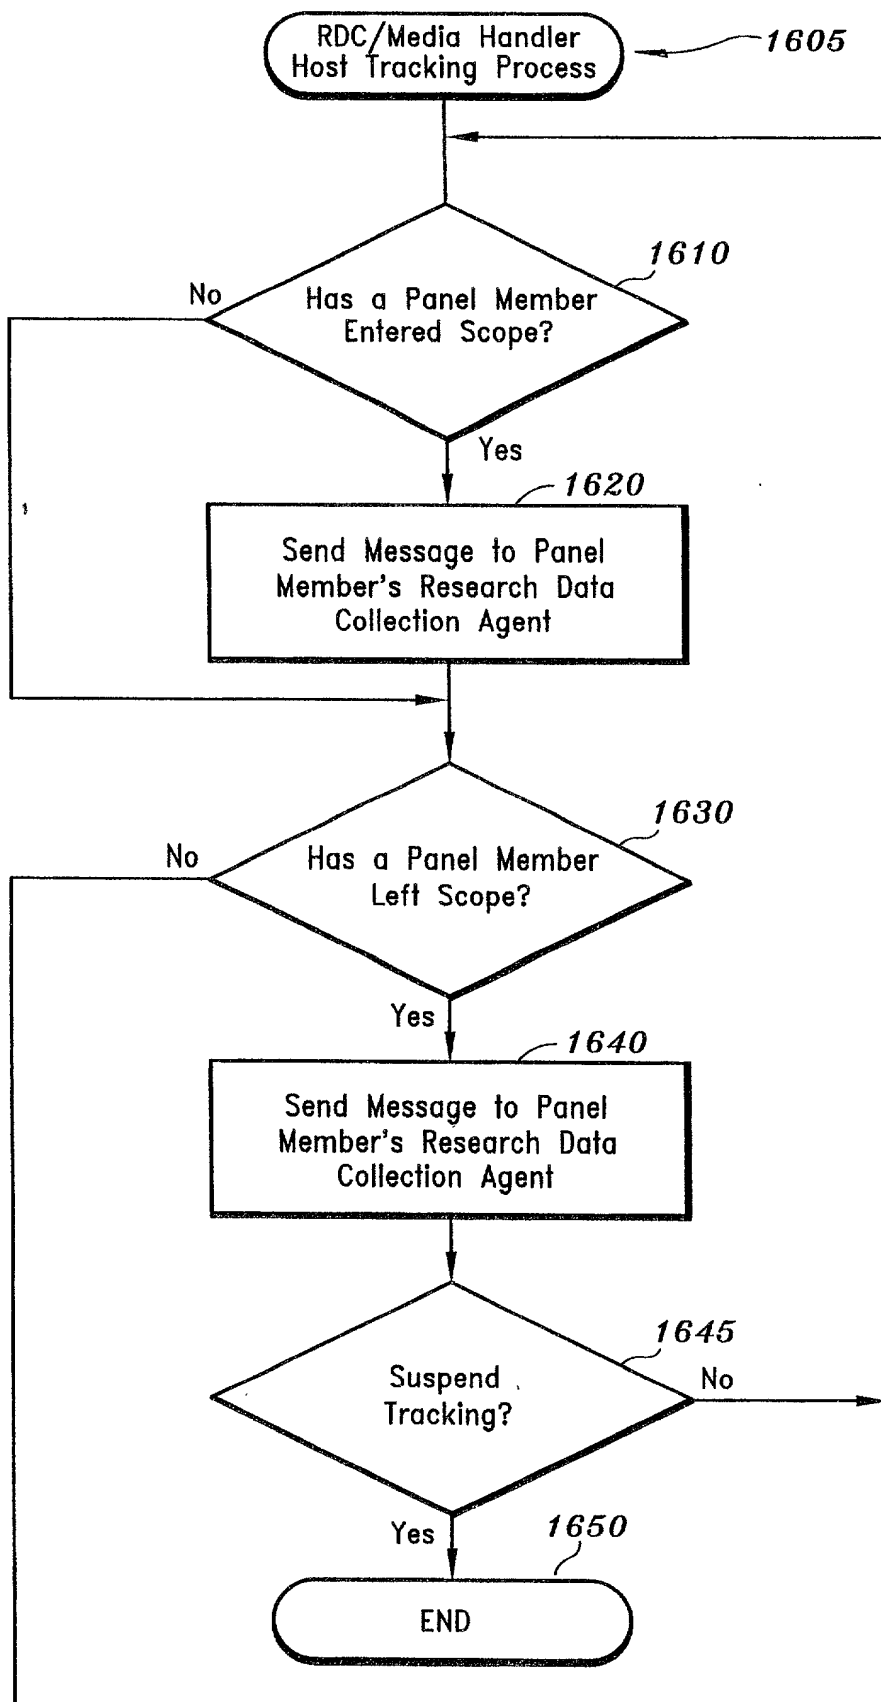 RDC/Media Handler
Host Tracking Process
1605
1610
No
Has a Panel Member
Entered Scope?
Yes
1620
Send Message to Panel
Member's Research Data
Collection Agent
1630
No
Has a Panel Member
Left Scope?
Yes
1640
Send Message to Panel
Member's Research Data
Collection Agent
1645
Suspend
Tracking?
No
Yes
1650
END